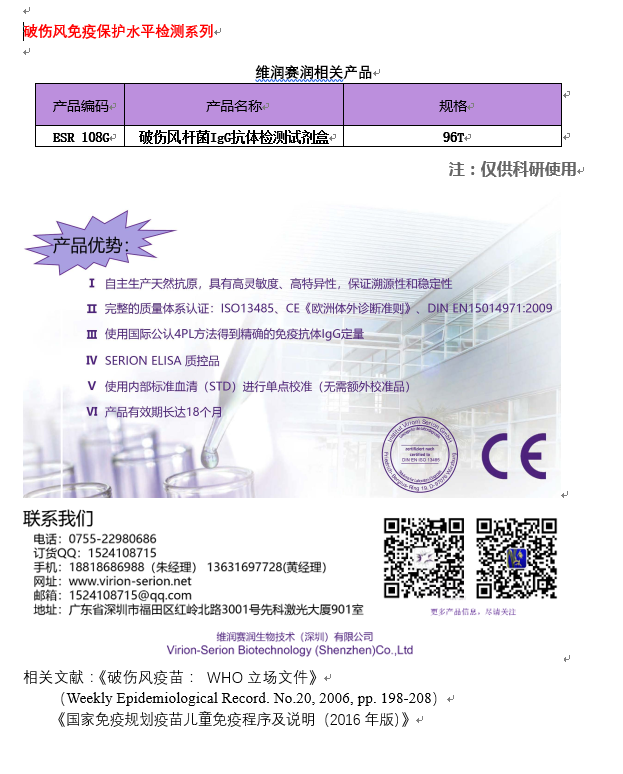 破伤风免疫保护水平检测系列
维润赛润相关产品
产品编码 产品名称 规格
ESR 108G 破伤风杆菌IgG抗体检测试剂盒 96T
注：仅供科研使用
产品优势：
I 自主生产天然抗原，具有高灵敏度、高特异性，保证溯源性和稳定性
II 完整的质量体系认证：ISO13485、CE《欧洲体外诊断准则》、DIN EN15014971:2009
III 使用国际公认4PL方法得到精确的免疫抗体IgG定量
IV SERION ELISA 质控品
V 使用内部标准血清（STD）进行单点校准（无需额外校准品）
VI 产品有效期长达18个月
Institut Virion Serion GmbH
certificated nach
certified to
DIN EN ISO 13485
CE
联系我们
电话：0755-22980686
订货QQ：1524108715
手机：18818686988（朱经理） 13631697728(黄经理)
网址：www.virion-serion.net
邮箱：1524108715@qq.com
地址：广东省深圳市福田区红岭北路3001号先科激光大厦901室
更多产品信息，尽请关注
维润赛润生物技术（深圳）有限公司
Virion-Serion Biotechnology (Shenzhen)Co.,Ltd
相关文献：《破伤风疫苗： WHO 立场文件》
（Weekly Epidemiological Record. No.20, 2006, pp. 198-208）
《国家免疫规划疫苗儿童免疫程序及说明（2016 年版）》